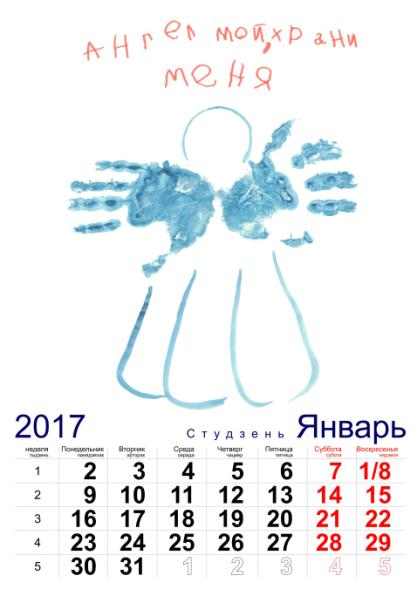 Ангел мой, храни
меня
2017 Студзень Январь
неделя Понедельник Вторник Среда Четверг Пятница Суббота Воскресенье
тыдзень панядзелак аўторак серада чацвер пятніца субота нядзеля
1 2 3 4 5 6 7 1/8
2 9 10 11 12 13 14 15
3 16 17 18 19 20 21 22
4 23 24 25 26 27 28 29
5 30 31 1 2 3 4 5